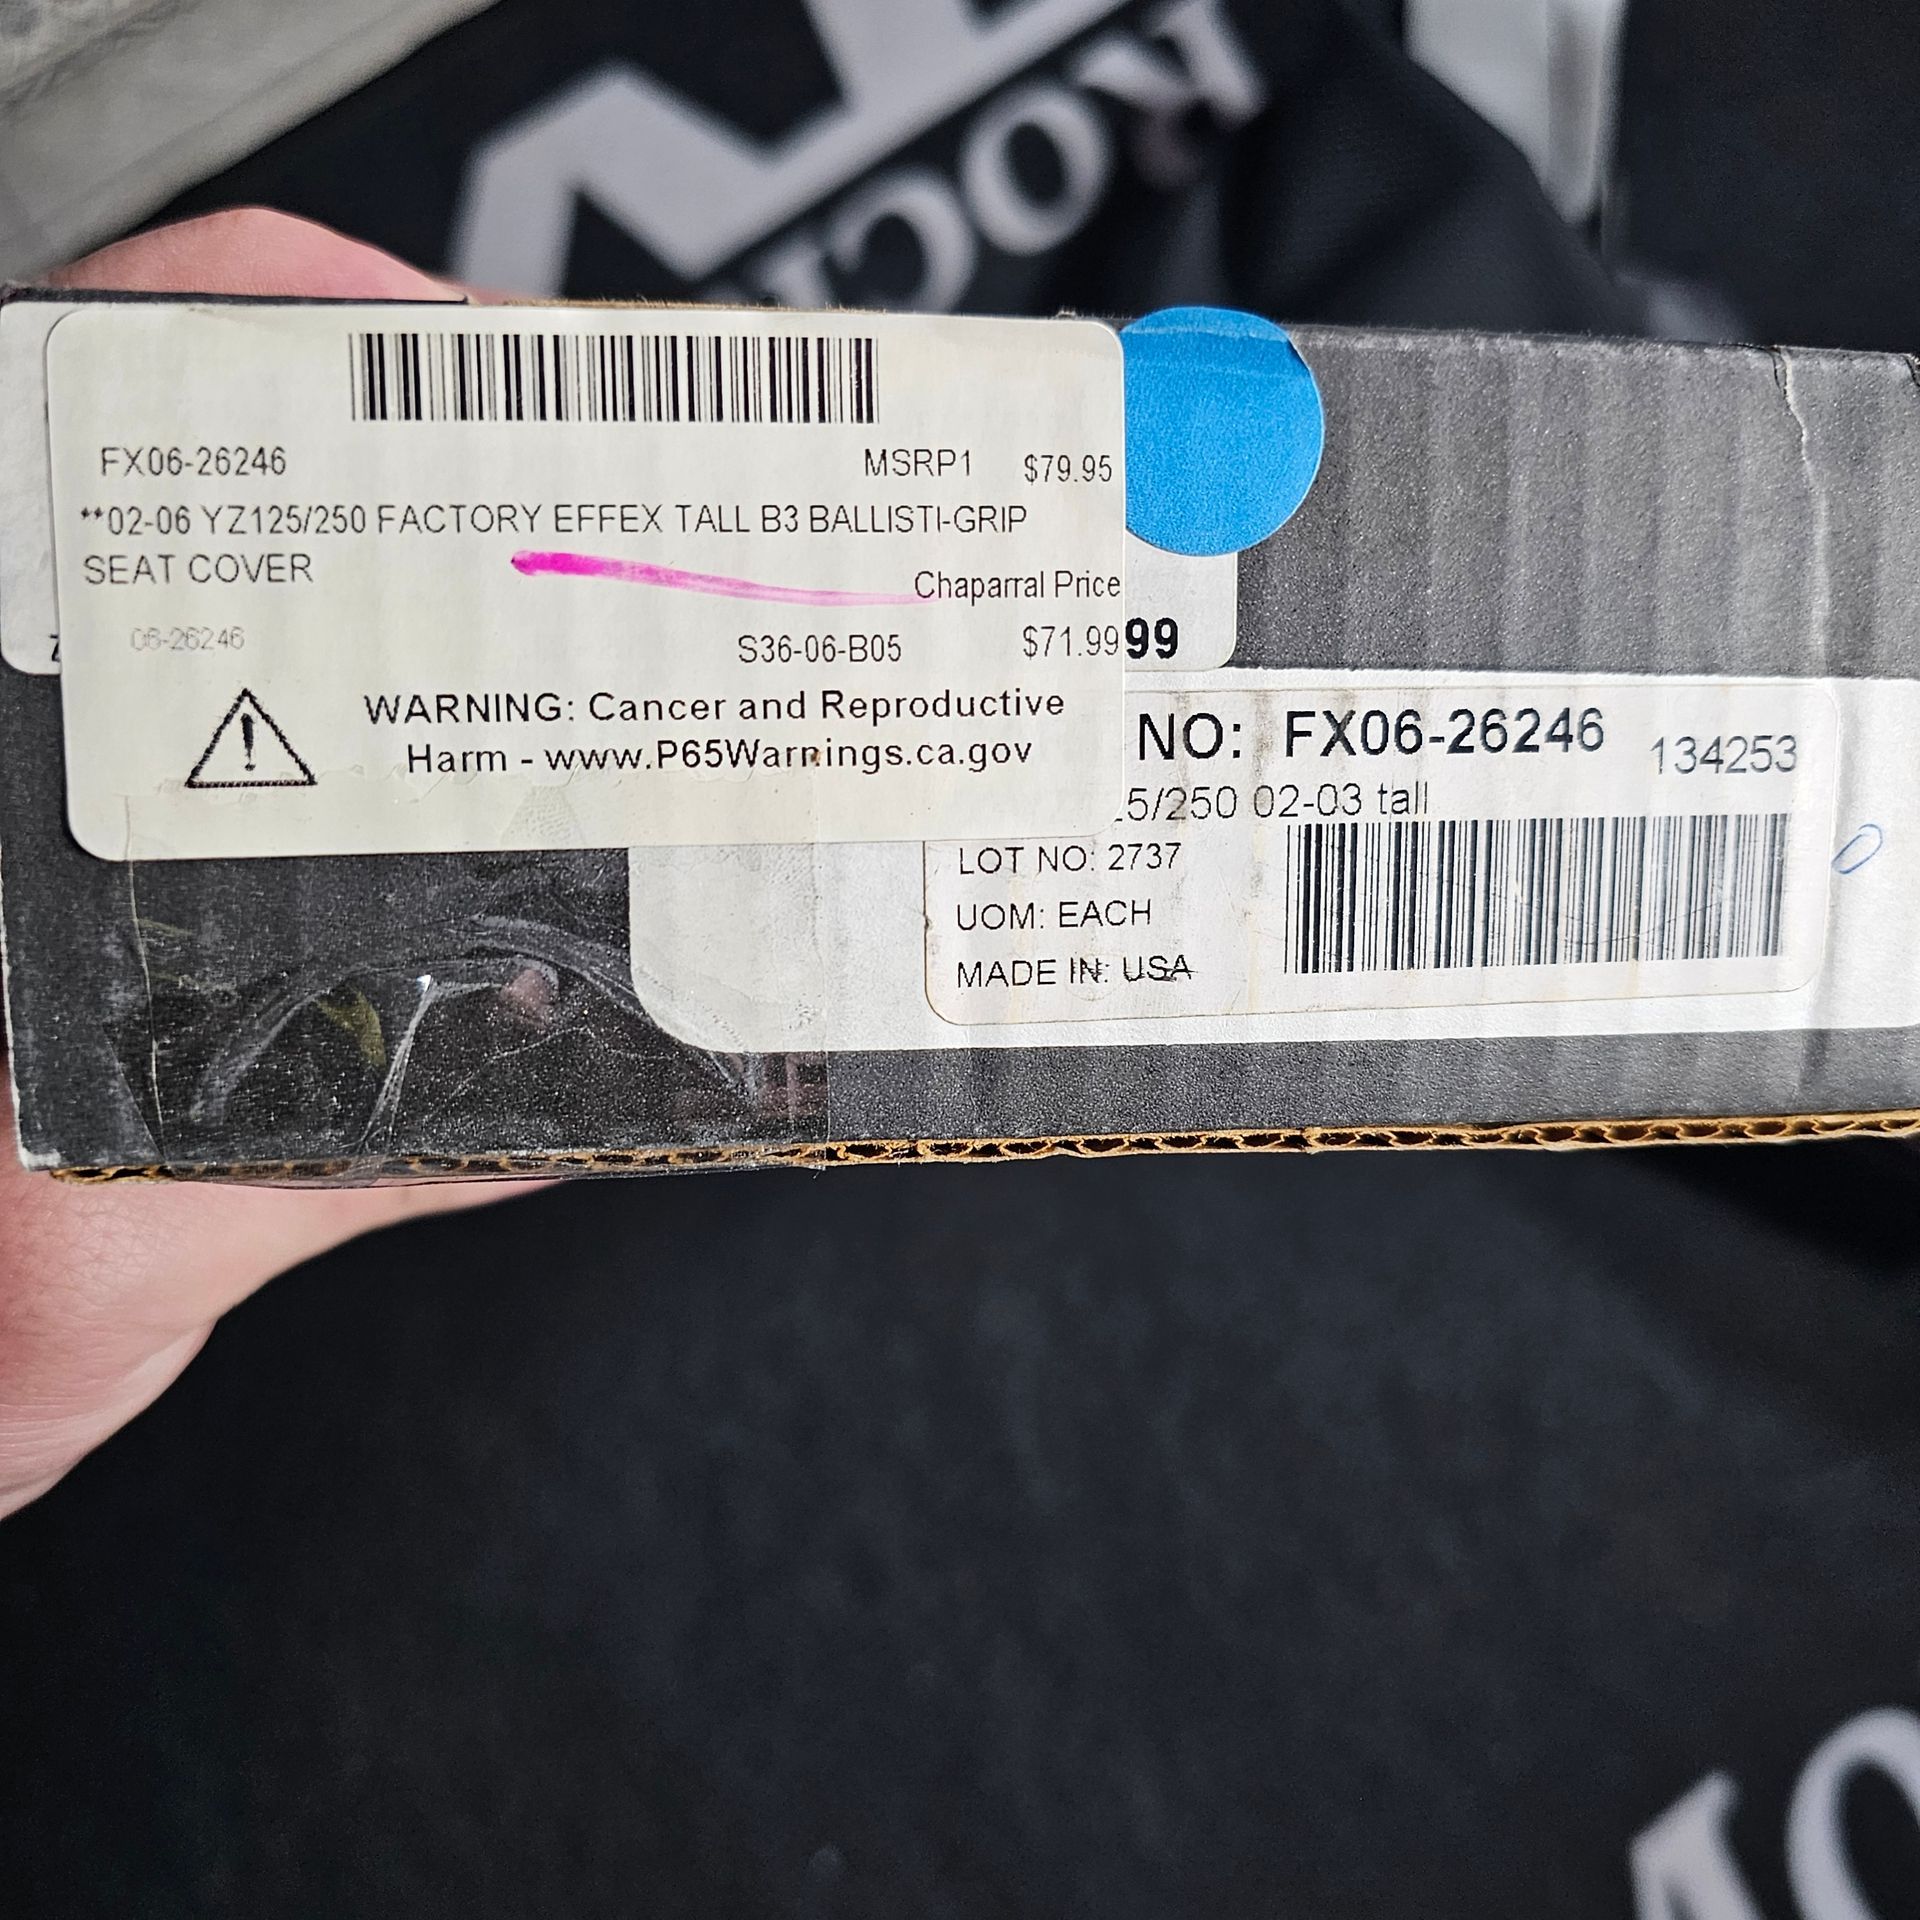 FX06-26246 MSRP1 $79.95
**02-06 YZ125/250 FACTORY EFFEX TALL B3 BALLISTI-GRIP
SEAT COVER
Chaparral Price
06-26246 S36-06-B05 $71.99
99
WARNING: Cancer and Reproductive
Harm - www.P65Warnings.ca.gov
NO: FX06-26246 134253
5/250 02-03 tall
LOT NO: 2737
UOM: EACH
MADE IN: USA